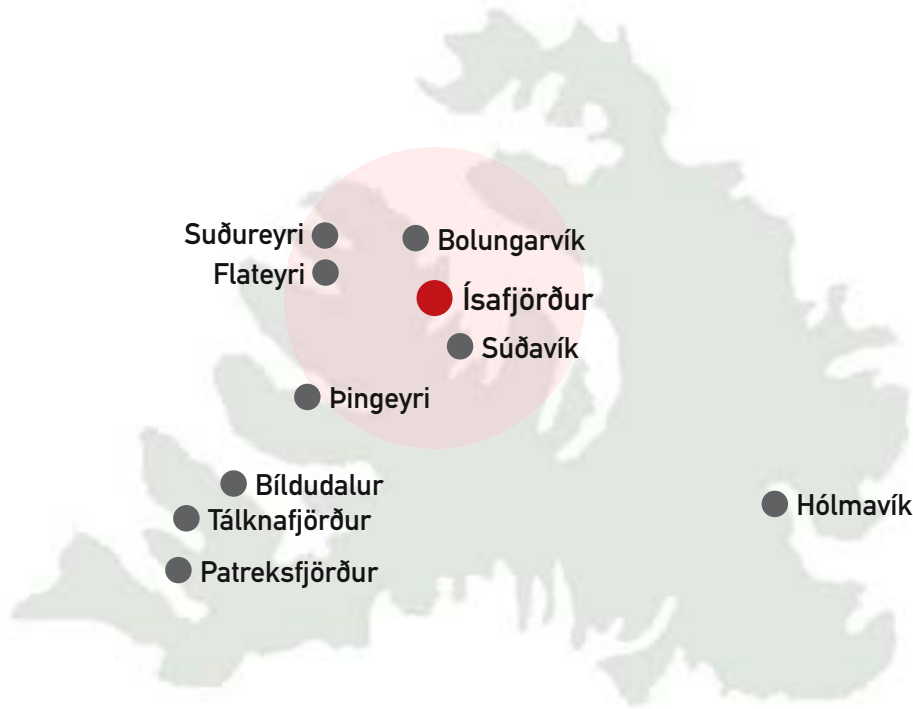 Suðureyri
Bolungarvík
Flateyri
Ísafjörður
Súðavík
Þingeyri
Bíldudalur
Hólmavík
Tálknafjörður
Patreksfjörður